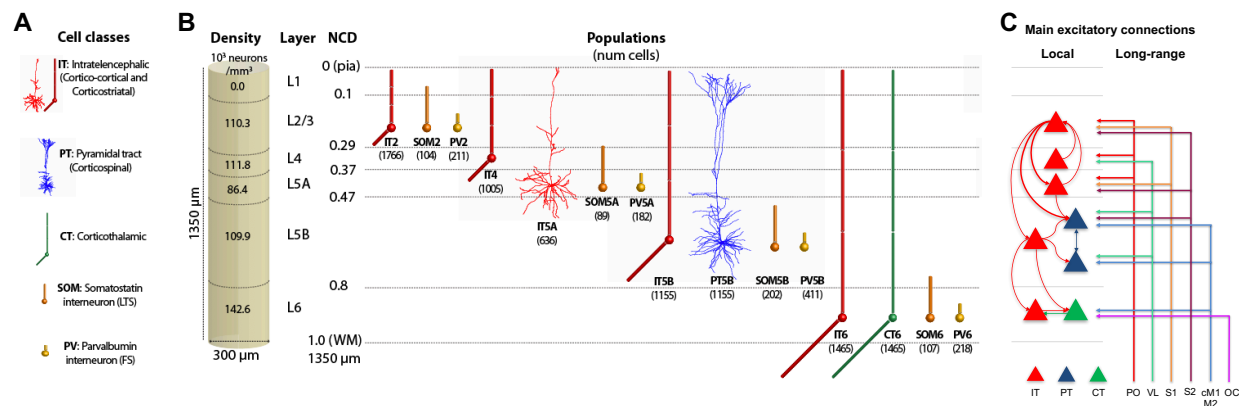 A
Cell classes
IT: Intratelencephalic
(Cortico-cortical and
Corticostriatal)
PT: Pyramidal tract
(Corticospinal)
CT: Corticothalamic
SOM: Somatostatin
interneuron (LTS)
PV: Parvalbumin
interneuron (FS)
B
Density
10³ neurons
/mm³
Layer
NCD
Populations
(num cells)
0.0
110.3
111.8
86.4
109.9
142.6
1350 µm
300 µm
L1
L2/3
L4
L5A
L5B
L6
0 (pia)
0.1
0.29
0.37
0.47
0.8
1.0 (WM)
1350 µm
IT2
(1766)
SOM2
(104)
PV2
(211)
IT4
(1005)
IT5A
(636)
SOM5A
(89)
PV5A
(182)
IT5B
(1155)
PT5B
(1155)
SOM5B
(202)
PV5B
(411)
IT6
(1465)
CT6
(1465)
SOM6
(107)
PV6
(218)
C
Main excitatory connections
Local
Long-range
IT
PT
CT
PO
VL
S1
S2
cM1
M2
OC